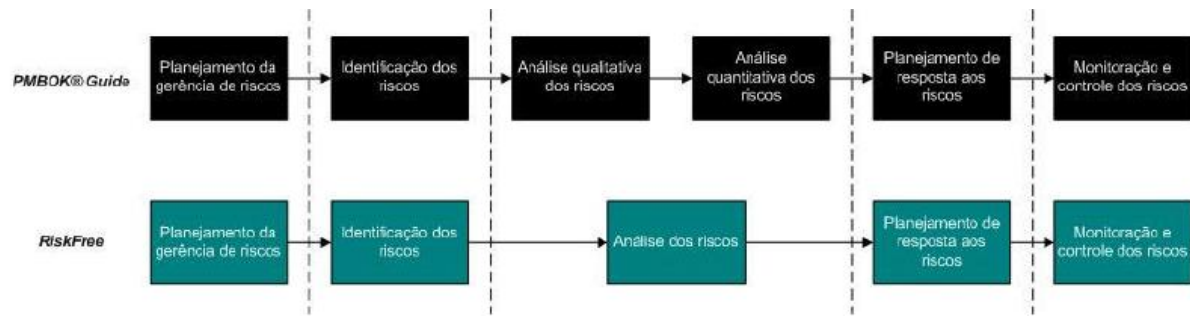 PMBOK® Guide
Planejamento da
gerência de riscos
Identificação dos
riscos
Análise qualitativa
dos riscos
Análise
quantitativa dos
riscos
Planejamento de
resposta aos
riscos
Monitoração e
controle dos riscos
RiskFree
Planejamento da
gerência de riscos
Identificação dos
riscos
Análise dos riscos
Planejamento de
resposta aos
riscos
Monitoração e
controle dos riscos